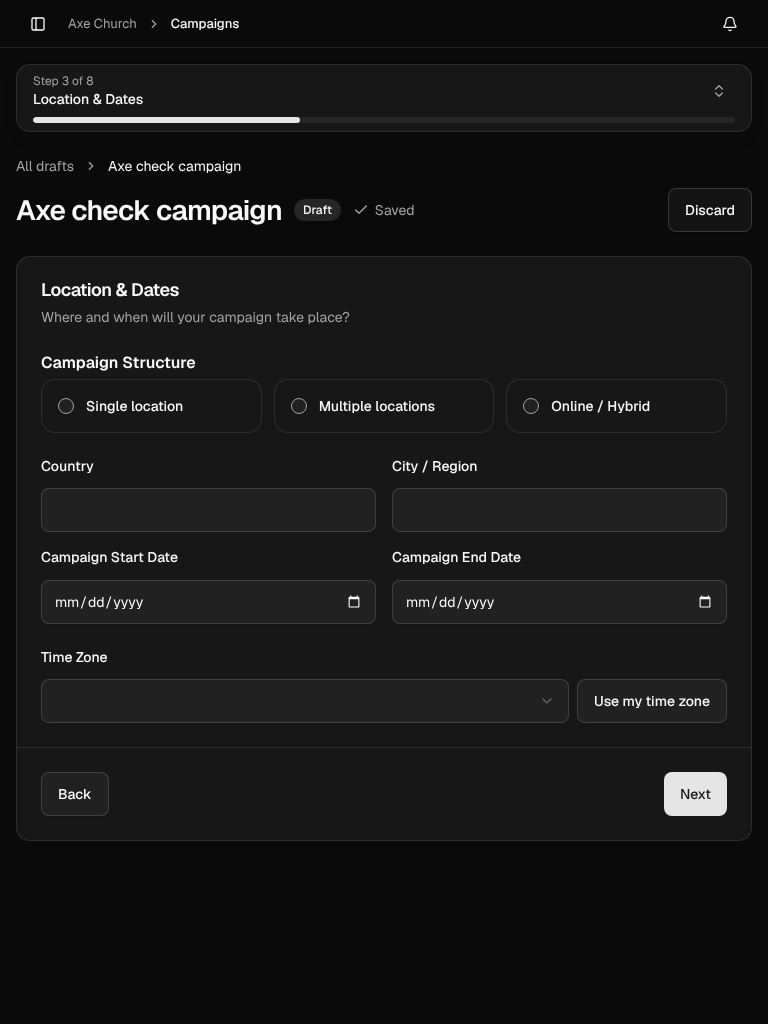 Axe Church > Campaigns
Step 3 of 8
Location & Dates
All drafts > Axe check campaign
Axe check campaign Draft Saved Discard
Location & Dates
Where and when will your campaign take place?
Campaign Structure
Single location Multiple locations Online / Hybrid
Country City / Region
Campaign Start Date Campaign End Date
mm/dd/yyyy mm/dd/yyyy
Time Zone
Use my time zone
Back Next